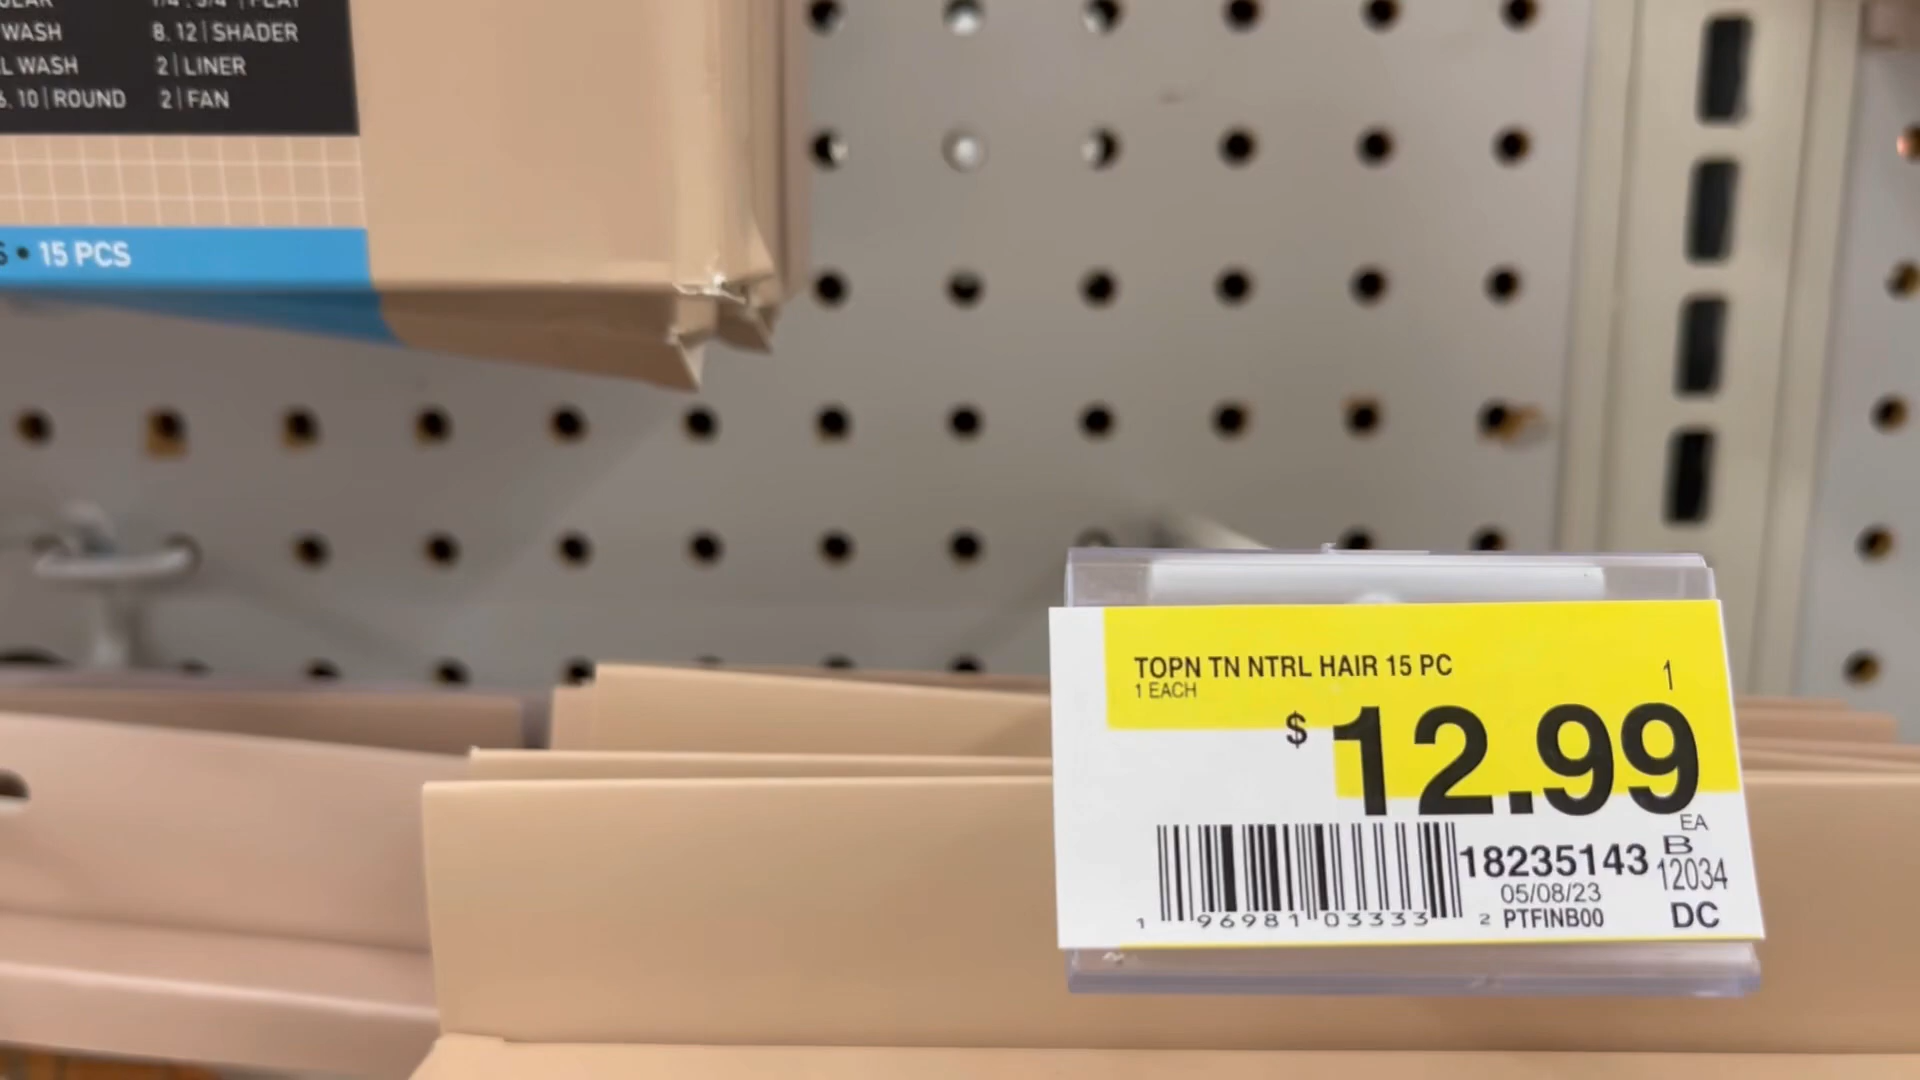 WASH 8. 12 | SHADER
WASH 2 | LINER
10 | ROUND 2 | FAN
• 15 PCS
TOPN TN NTRL HAIR 15 PC
1 EACH
1
$ 12.99
EA
18235143 B
12034
05/08/23
PTFINB00 DC
1 96981 03333 2